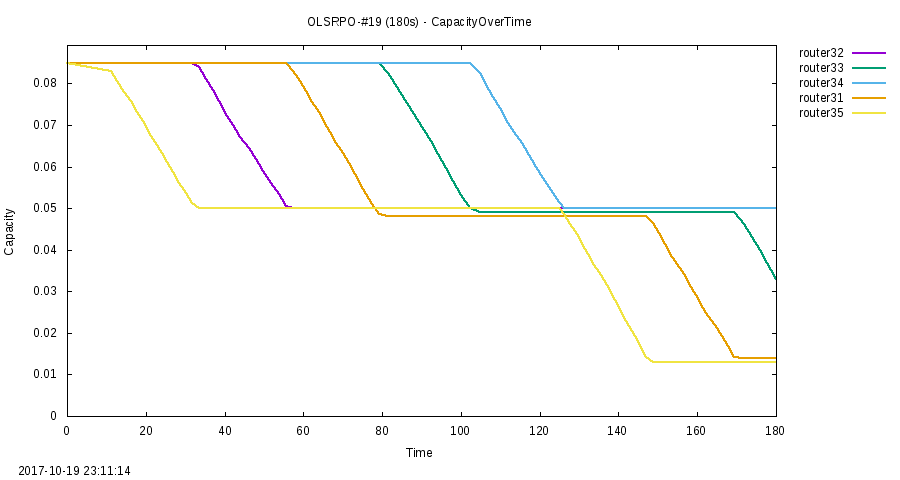 OLSRPO-#19 (180s) - CapacityOverTime
router32
router33
router34
router31
router35
0.08
0.07
0.06
0.05
0.04
0.03
0.02
0.01
0
Capacity
0 20 40 60 80 100 120 140 160 180
Time
2017-10-19 23:11:14